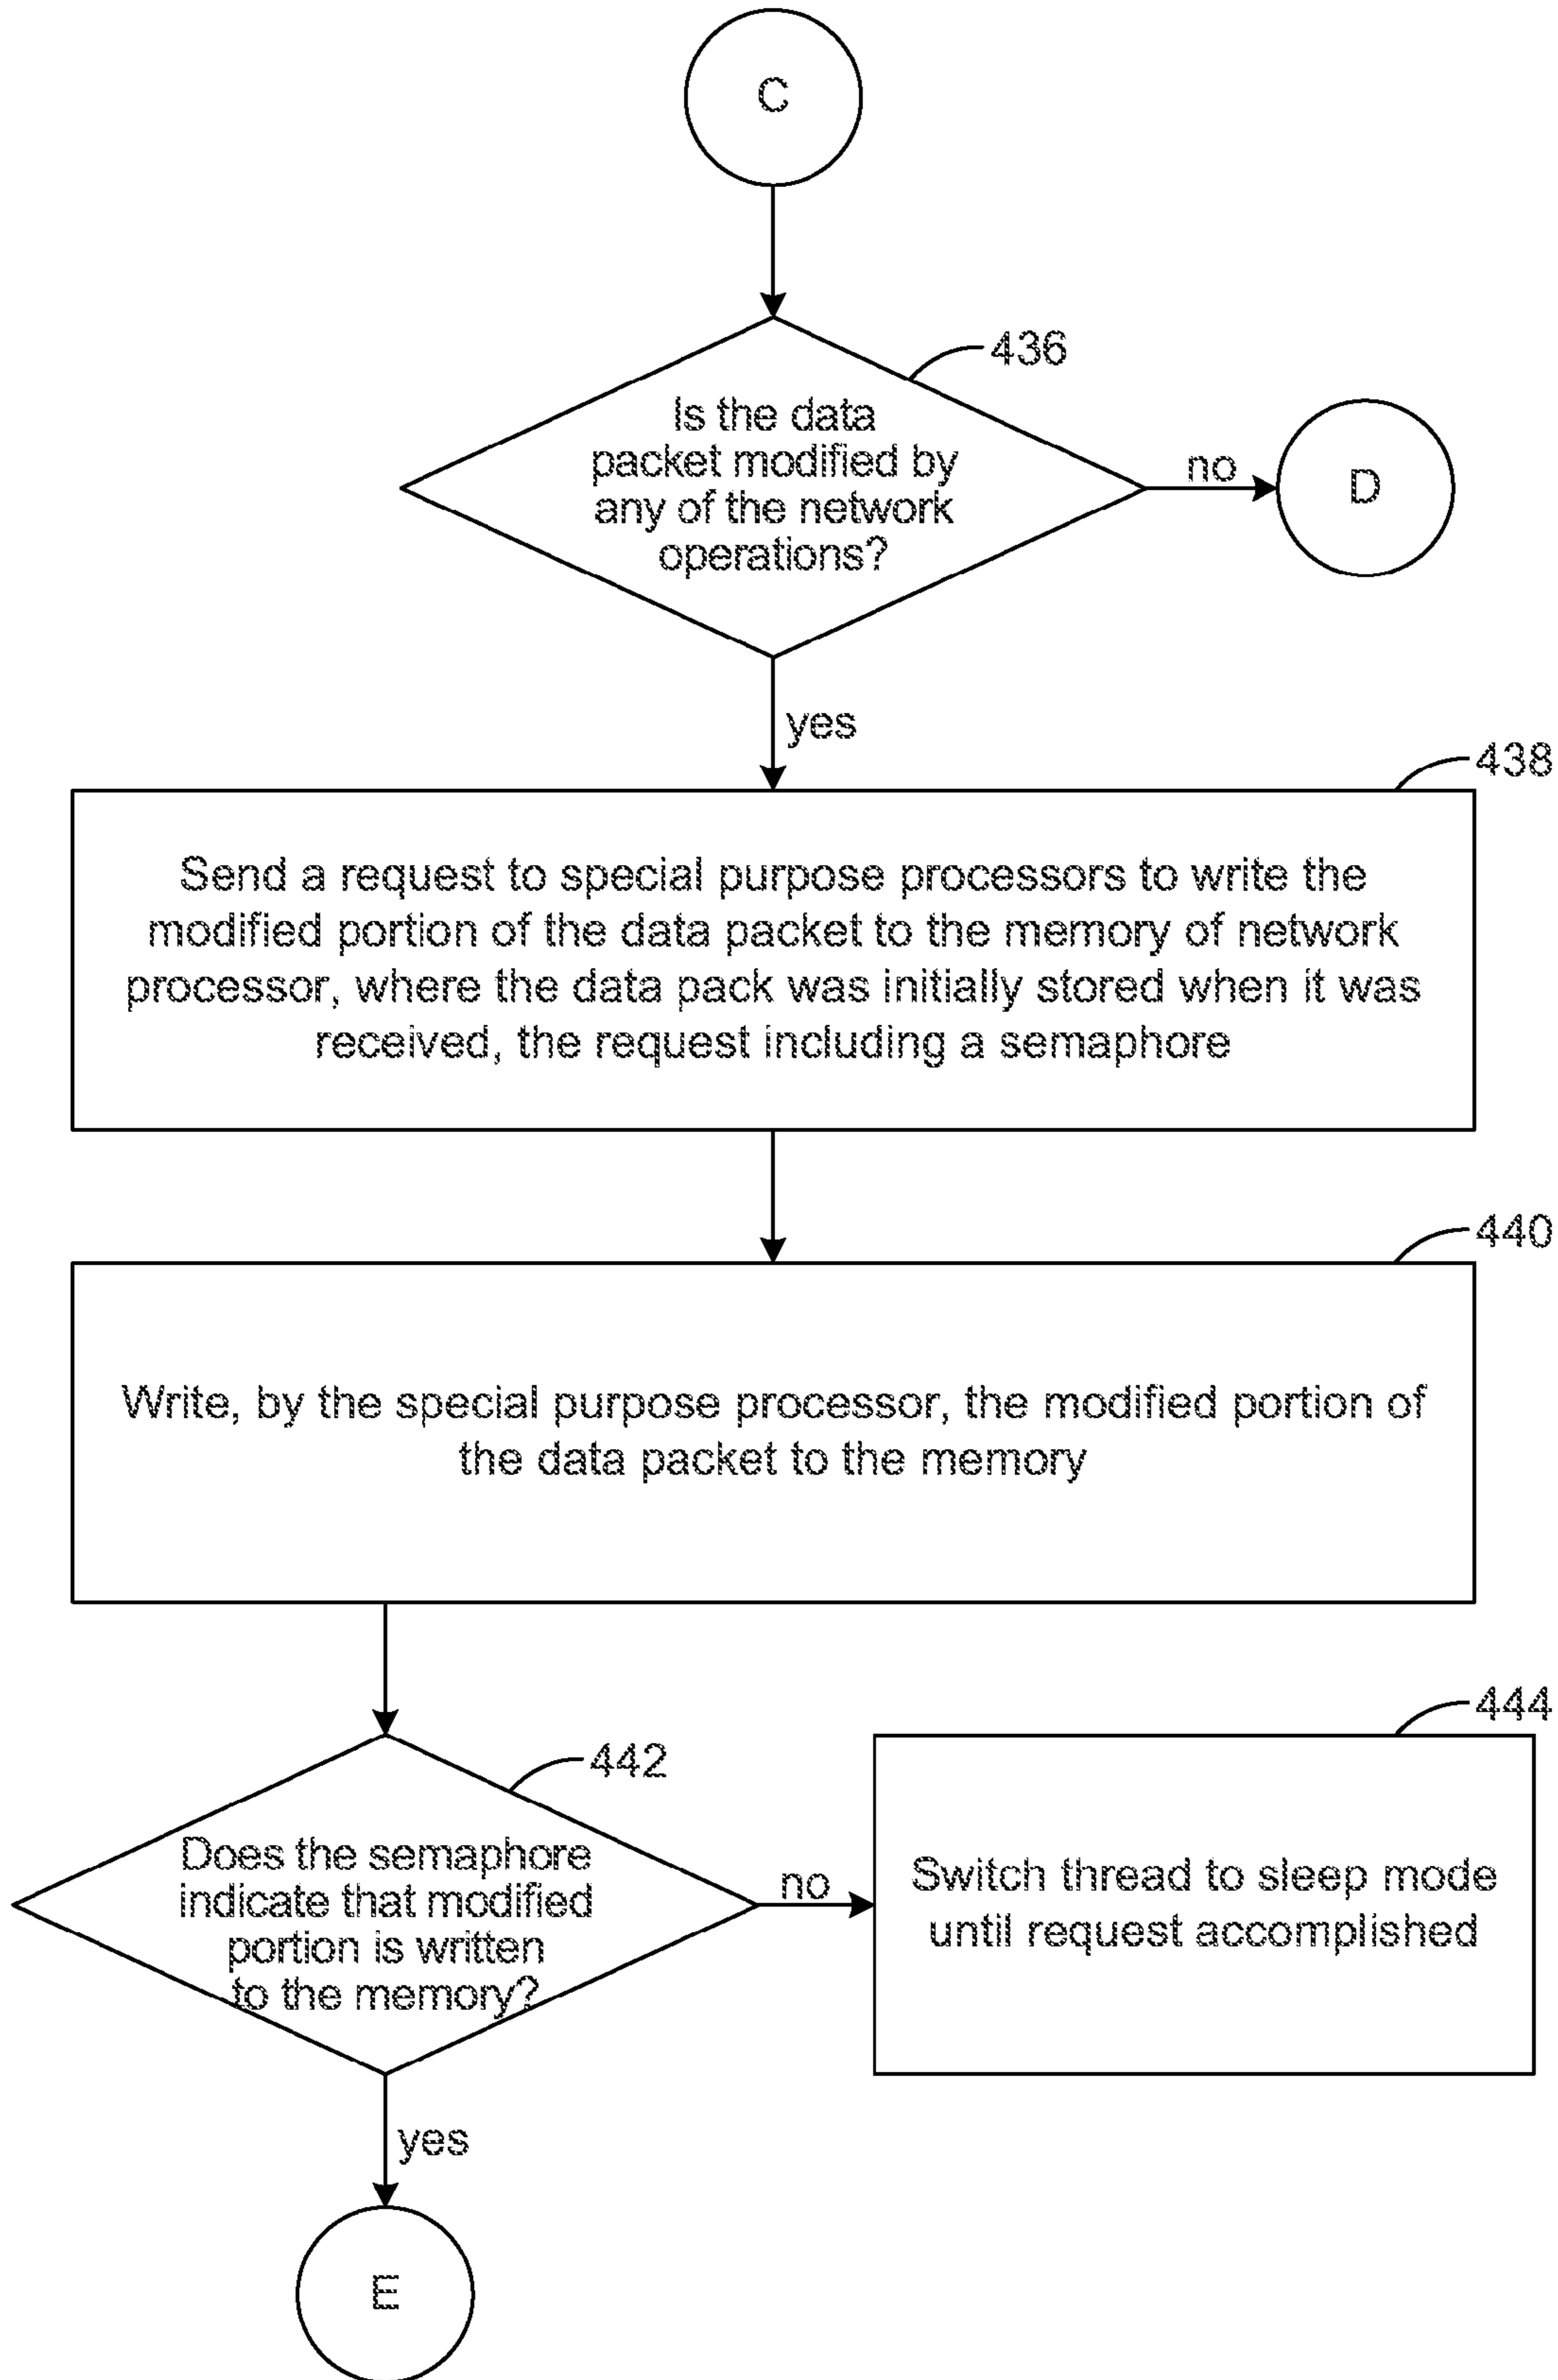 C
436
Is the data
packet modified by
any of the network
operations?
no
D
yes
438
Send a request to special purpose processors to write the
modified portion of the data packet to the memory of network
processor, where the data pack was initially stored when it was
received, the request including a semaphore
440
Write, by the special purpose processor, the modified portion of
the data packet to the memory
442
Does the semaphore
indicate that modified
portion is written
to the memory?
no
444
Switch thread to sleep mode
until request accomplished
yes
E